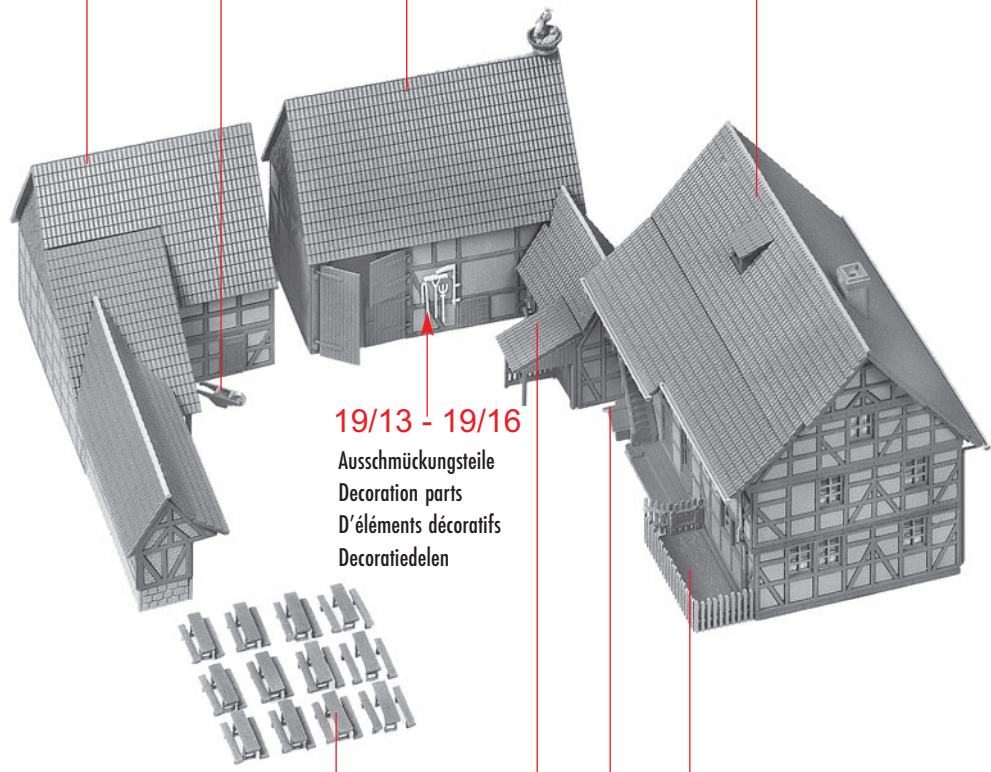 19/13 - 19/16
Ausschmückungsteile
Decoration parts
D'éléments décoratifs
Decoratiedelen